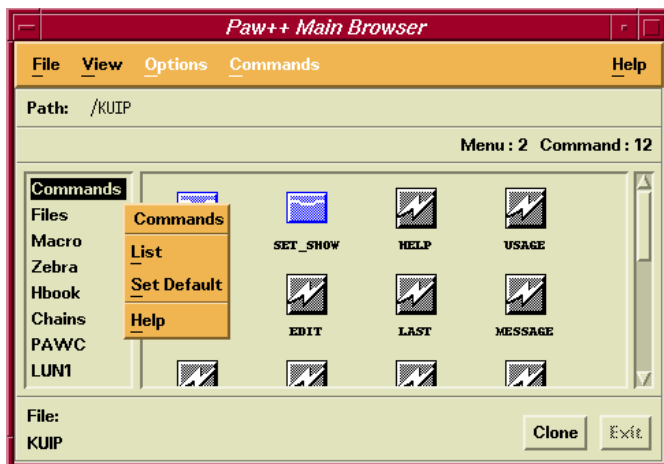 Paw++ Main Browser
File View Options Commands Help
Path: /KUIP
Menu : 2 Command : 12
Commands
Files
Macro
Zebra
Hbook
Chains
PAWC
LUN1
Commands
List
Set Default
Help
SET_SHOW HELP USAGE
EDIT LAST MESSAGE
File:
KUIP
Clone Exit